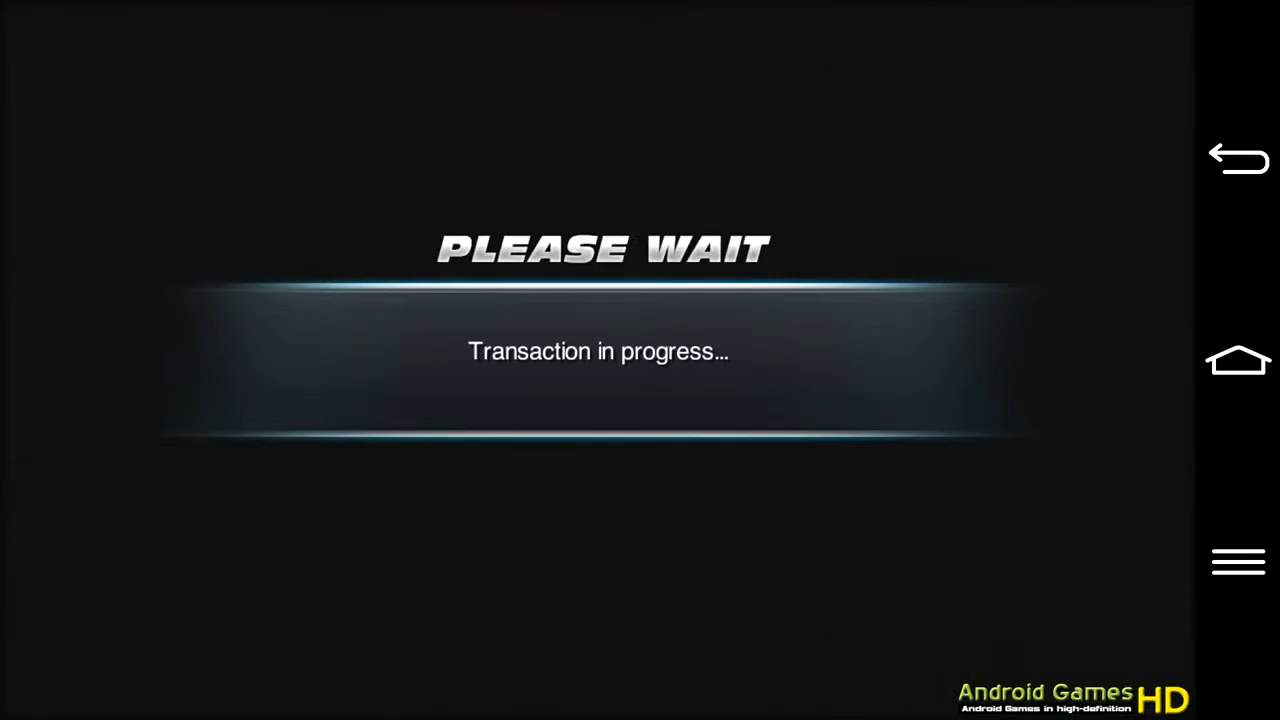 PLEASE WAIT
Transaction in progress...
Android Games HD
Android Games in high-definition